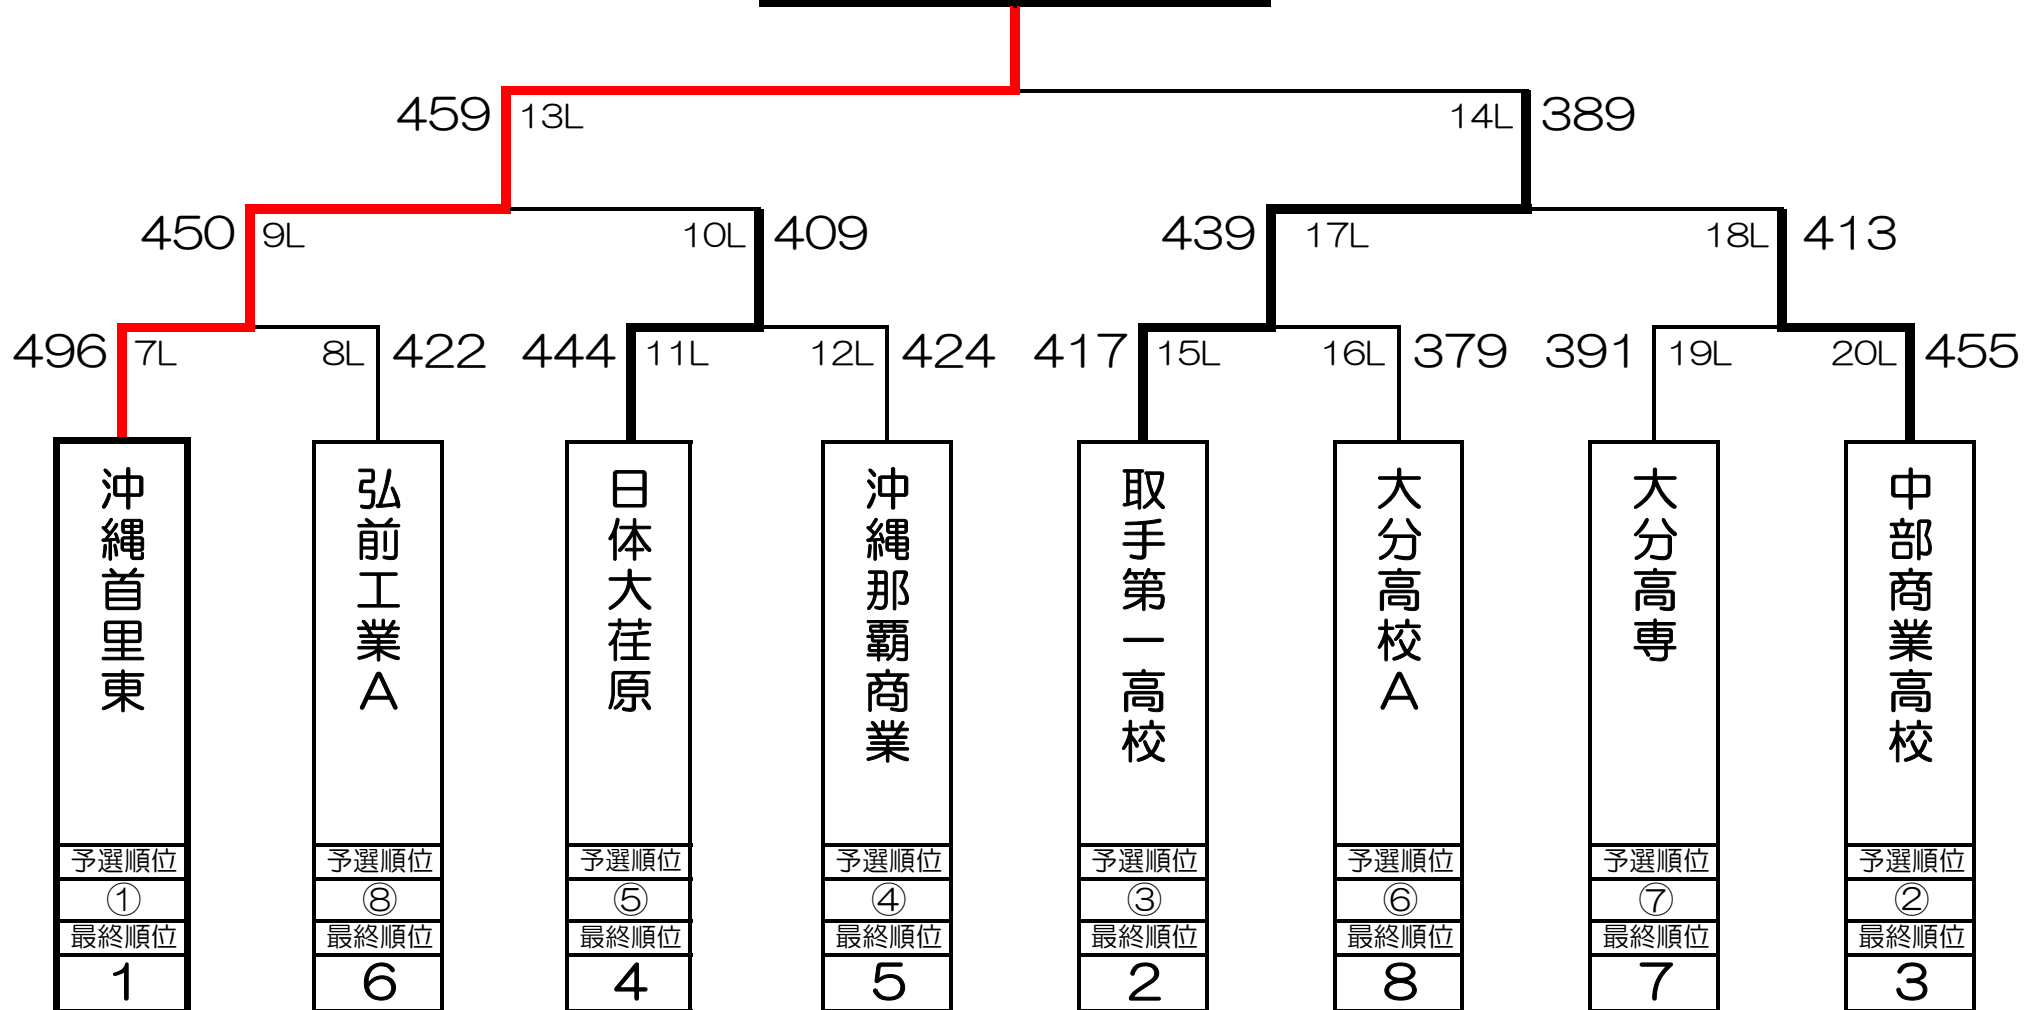 459 13L 14L 389
450 9L 10L 409 439 17L 18L 413
496 7L 8L 422 444 11L 12L 424 417 15L 16L 379 391 19L 20L 455
沖縄首里東
弘前工業A
日体大荏原
沖縄那覇商業
取手第一高校
大分高校A
大分高専
中部商業高校
予選順位 予選順位 予選順位 予選順位 予選順位 予選順位 予選順位 予選順位
① ⑧ ⑤ ④ ③ ⑥ ⑦ ②
最終順位 最終順位 最終順位 最終順位 最終順位 最終順位 最終順位 最終順位
1 6 4 5 2 8 7 3